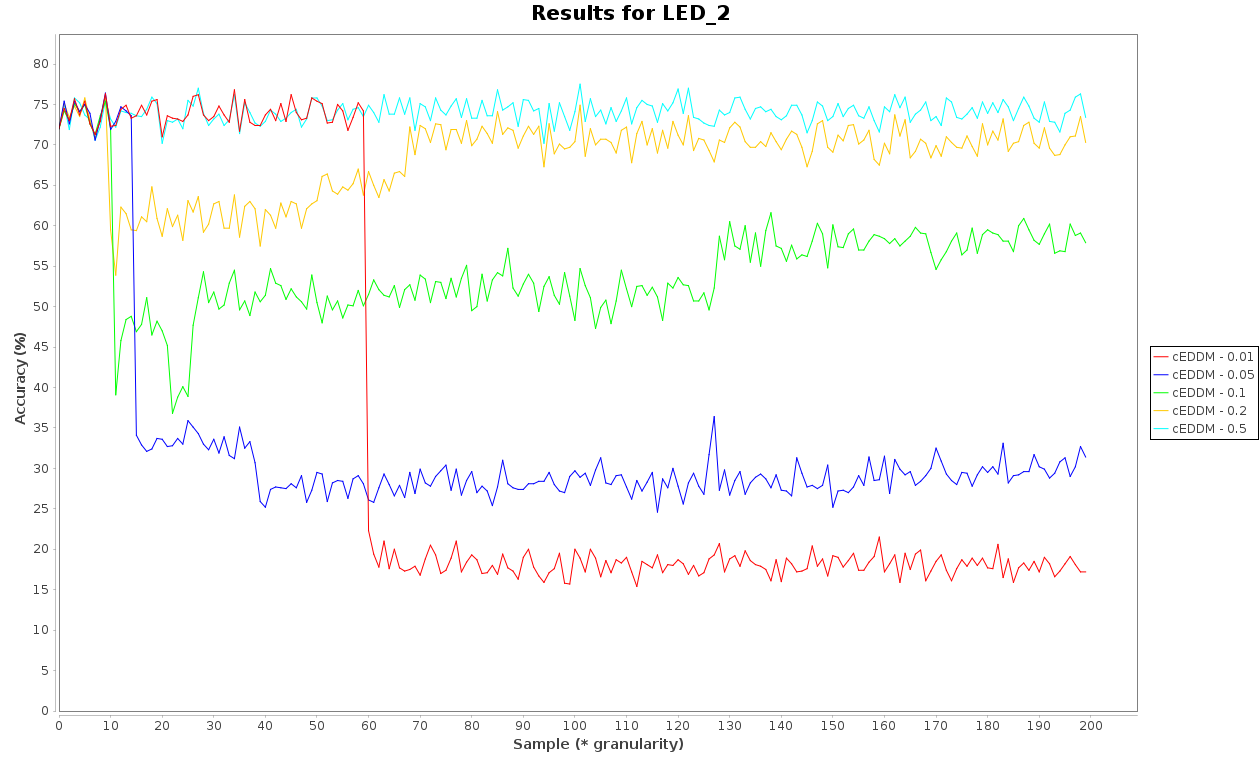 Results for LED_2
Accuracy (%)
80
75
70
65
60
55
50
45
40
35
30
25
20
15
10
5
0
0 10 20 30 40 50 60 70 80 90 100 110 120 130 140 150 160 170 180 190 200
Sample (* granularity)
cEDDM - 0.01
cEDDM - 0.05
cEDDM - 0.1
cEDDM - 0.2
cEDDM - 0.5